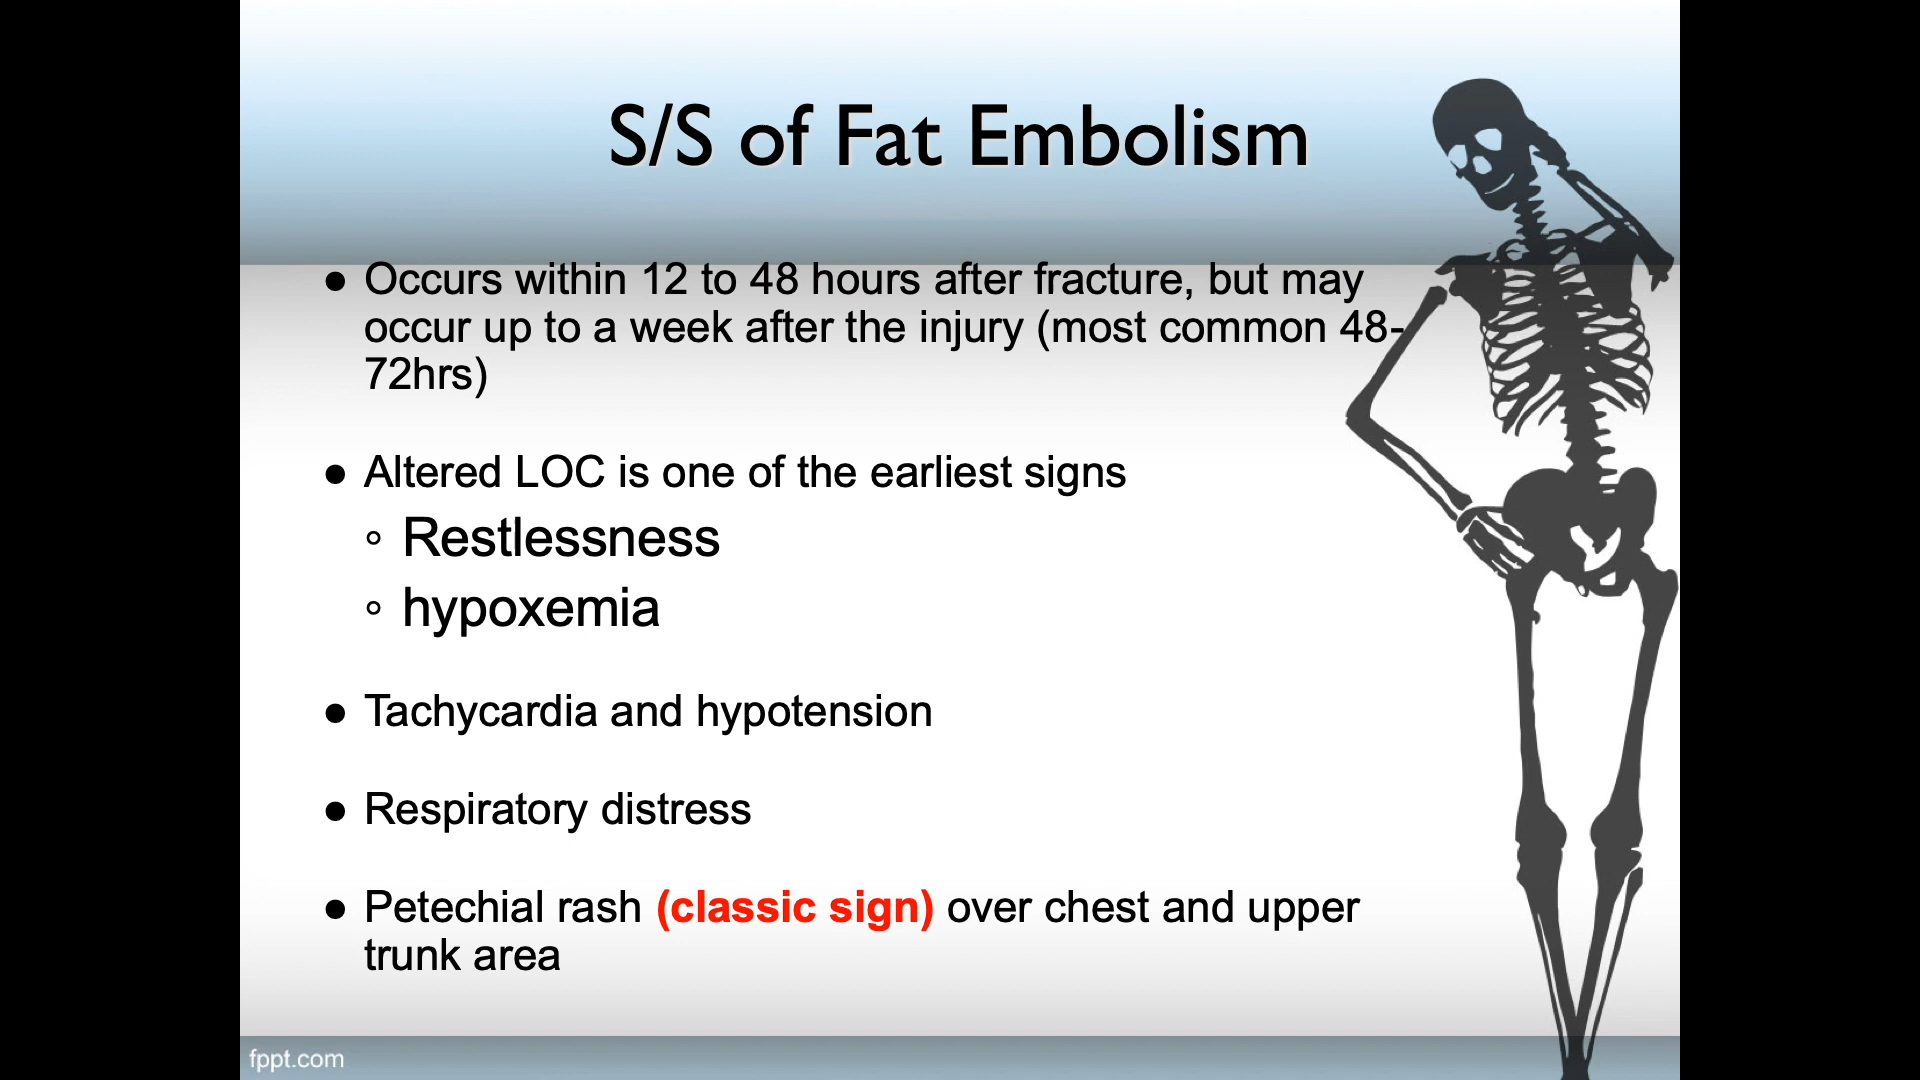 S/S of Fat Embolism
● Occurs within 12 to 48 hours after fracture, but may
occur up to a week after the injury (most common 48-
72hrs)
● Altered LOC is one of the earliest signs
◦ Restlessness
◦ hypoxemia
● Tachycardia and hypotension
● Respiratory distress
● Petechial rash (classic sign) over chest and upper
trunk area
fppt.com